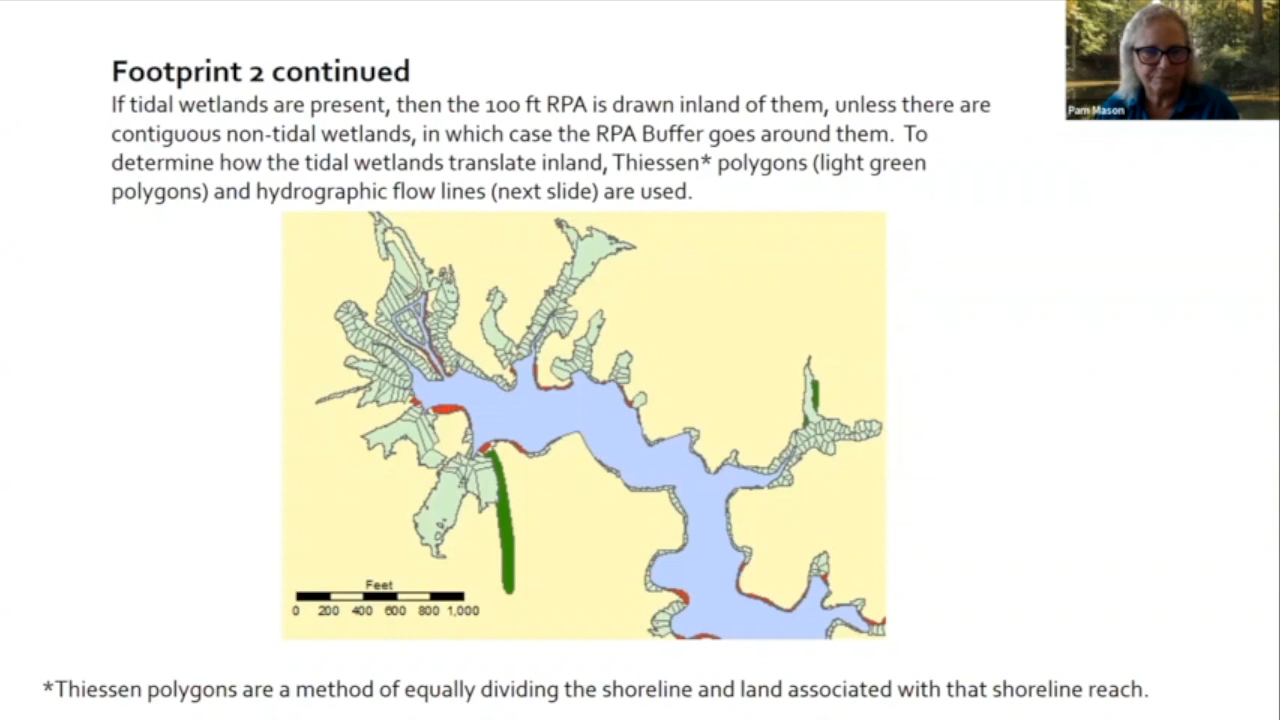 Footprint 2 continued
If tidal wetlands are present, then the 100 ft RPA is drawn inland of them, unless there are
contiguous non-tidal wetlands, in which case the RPA Buffer goes around them. To
determine how the tidal wetlands translate inland, Thiessen* polygons (light green
polygons) and hydrographic flow lines (next slide) are used.
Pam Mason
Feet
0 200 400 600 800 1,000
*Thiessen polygons are a method of equally dividing the shoreline and land associated with that shoreline reach.